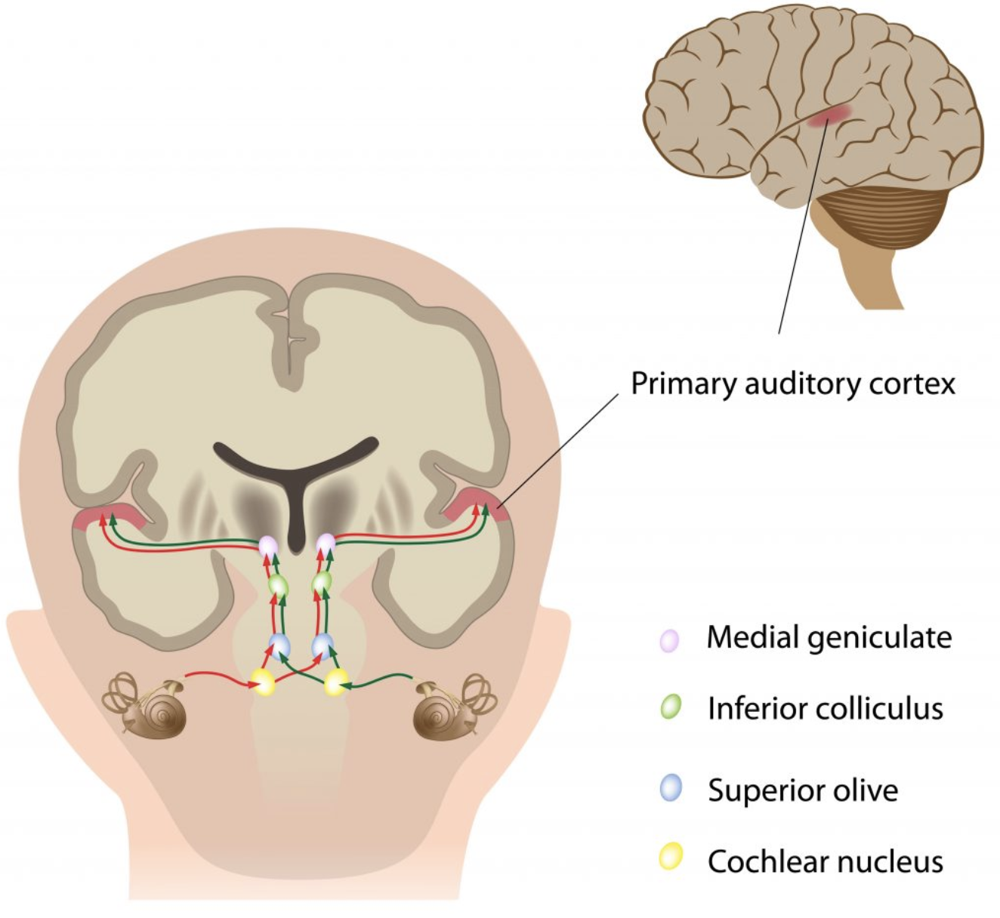 Primary auditory cortex
Medial geniculate
Inferior colliculus
Superior olive
Cochlear nucleus